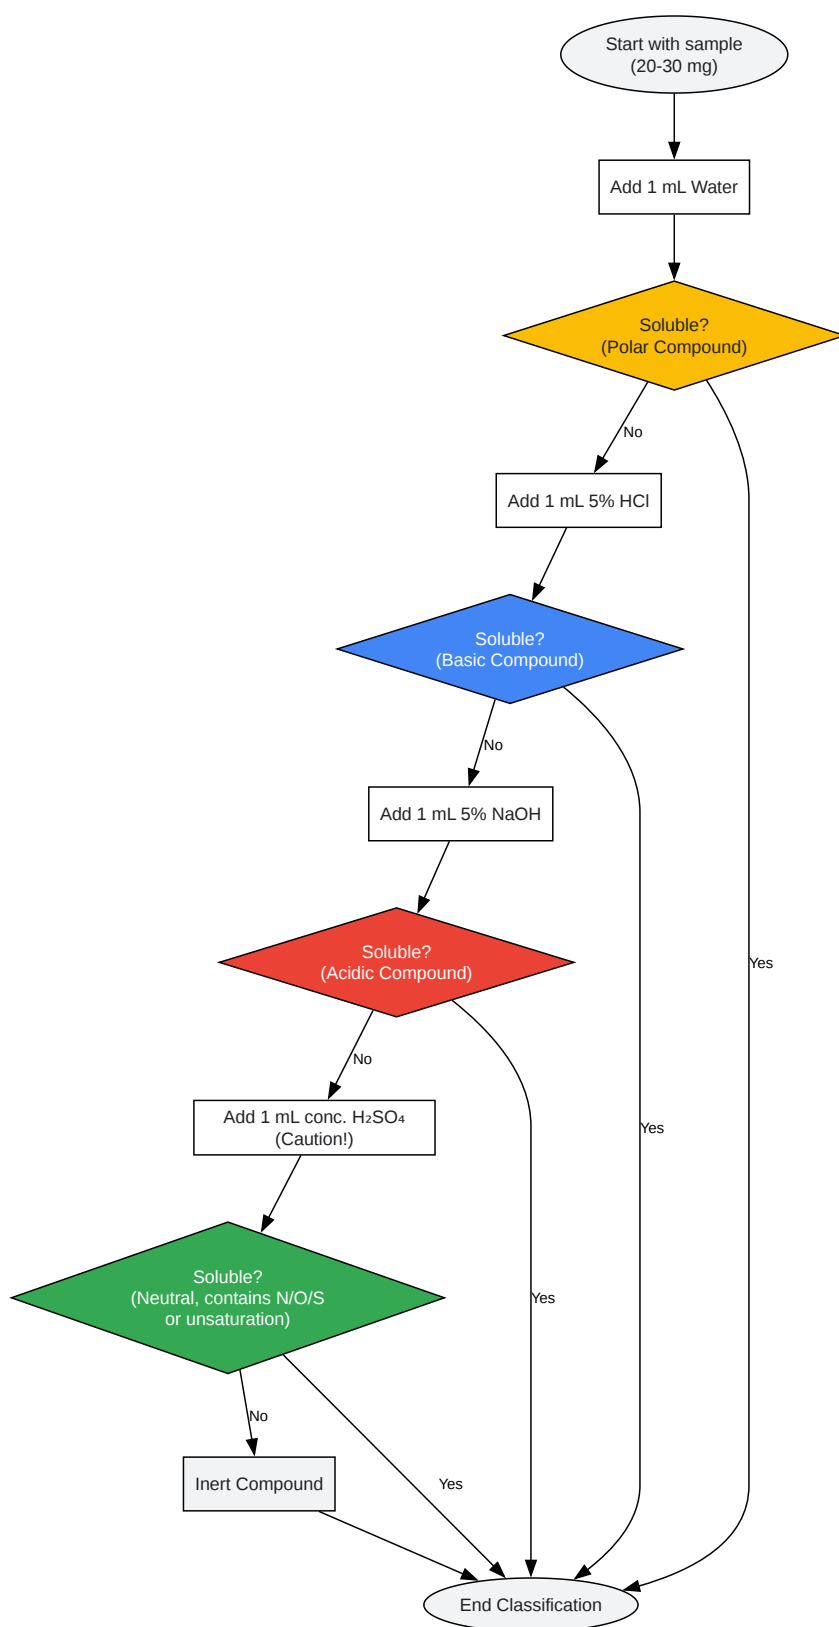 Start with sample
(20-30 mg)
Add 1 mL Water
Soluble?
(Polar Compound)
No
Add 1 mL 5% HCl
Soluble?
(Basic Compound)
No
Add 1 mL 5% NaOH
Soluble?
(Acidic Compound)
Yes
No
Add 1 mL conc. H₂SO₄
(Caution!)
Yes
Soluble?
(Neutral, contains N/O/S
or unsaturation)
Yes
No
Inert Compound
Yes
End Classification